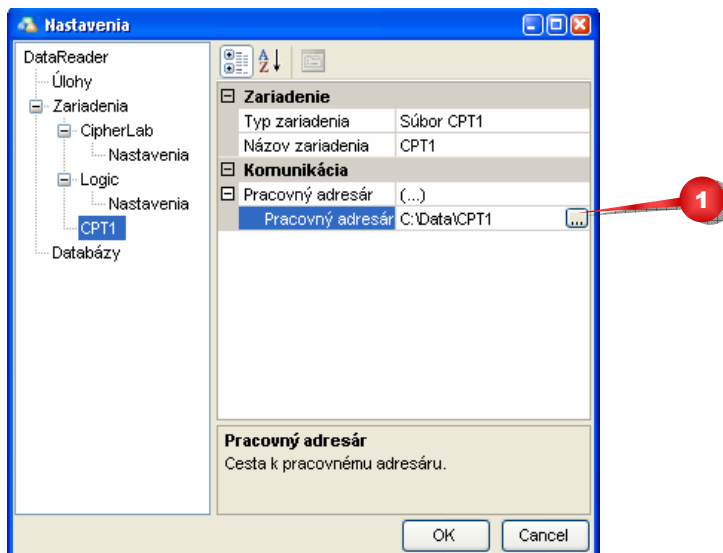 Nastavenia
DataReader
Úlohy
Zariadenia
CipherLab
Nastavenia
Logic
Nastavenia
CPT1
Databázy
A Z
Zariadenie
Typ zariadenia Súbor CPT1
Názov zariadenia CPT1
Komunikácia
Pracovný adresár (...)
Pracovný adresár C:\Data\CPT1 ...
1
Pracovný adresár
Cesta k pracovnému adresáru.
OK Cancel